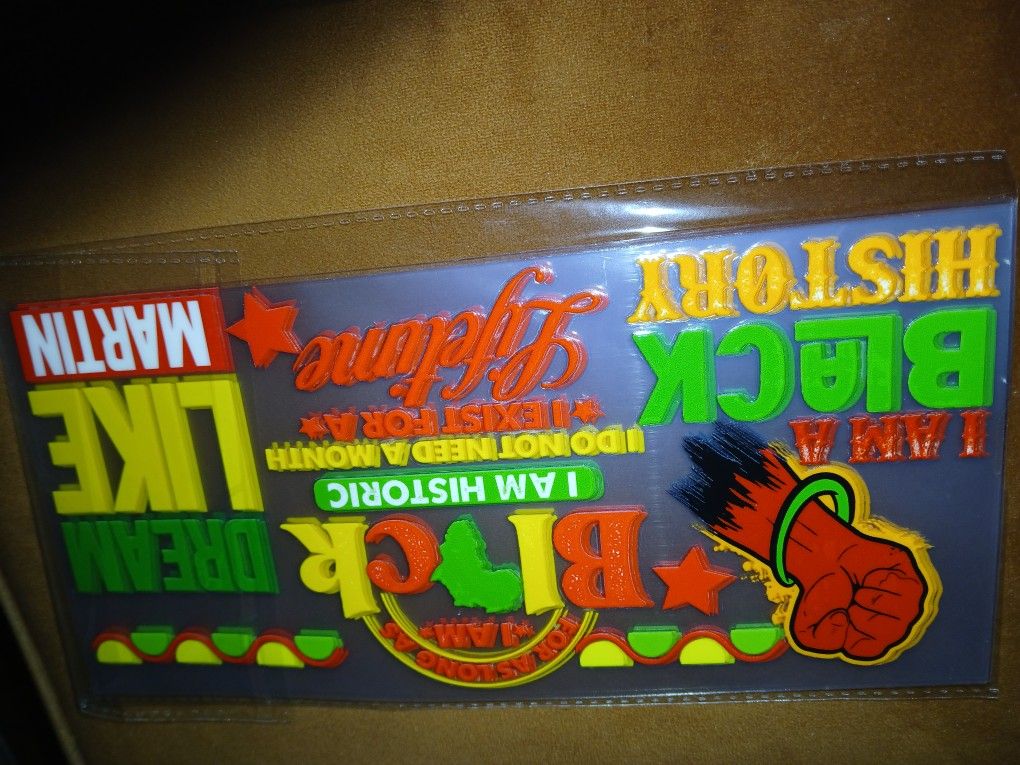 I AM A
BLaCK
HISTORY
FOR AS LONG AS
I AM
BLACK
I AM HISTORIC
I DO NOT NEED A MONTH
I EXIST FOR A
Lifetime
DREAM
LIKE
MARTIN